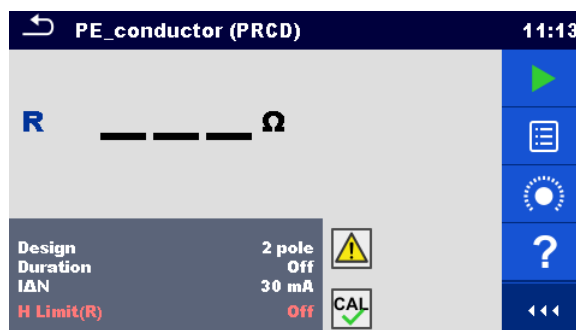 PE_conductor (PRCD) 11:13
R _ _ _ Ω
Design 2 pole
Duration Off
IΔN 30 mA
H Limit(R) Off
CAL
?